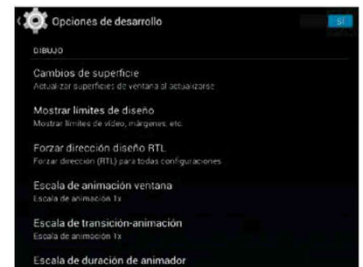 Opciones de desarrollo
SÍ
DIBUJO
Cambios de superficie
Actualizar superficies de ventana al actualizarse
Mostrar límites de diseño
Mostrar límites de vídeo, márgenes, etc.
Forzar dirección diseño RTL
Forzar dirección (RTL) para todas configuraciones
Escala de animación ventana
Escala de animación 1x
Escala de transición-animación
Escala de animación 1x
Escala de duración de animador